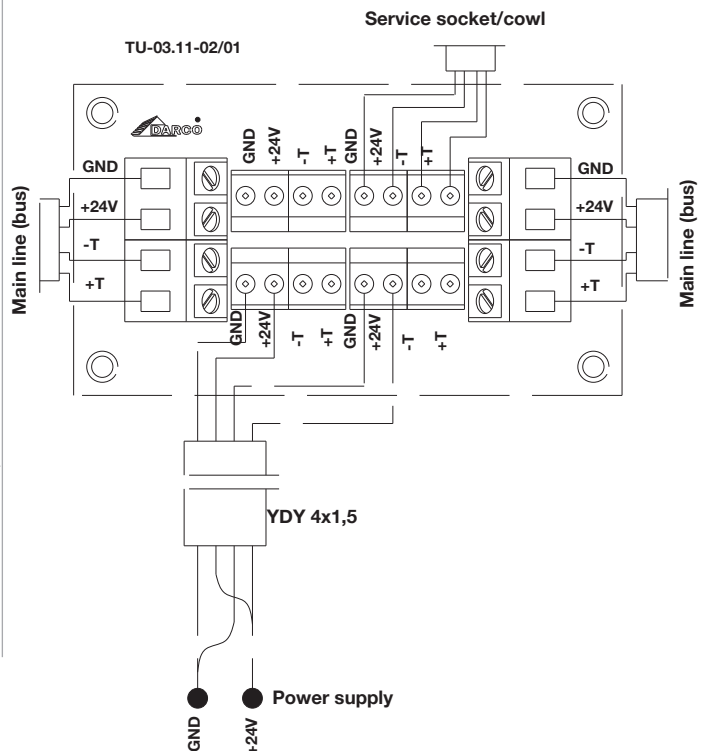 Service socket/cowl
TU-03.11-02/01
DARCO
GND
+24V
-T
+T
GND
+24V
-T
+T
GND
+24V
-T
+T
Main line (bus)
GND
+24V
-T
+T
Main line (bus)
GND
+24V
-T
+T
GND
+24V
-T
+T
YDY 4x1,5
Power supply
GND
+24V